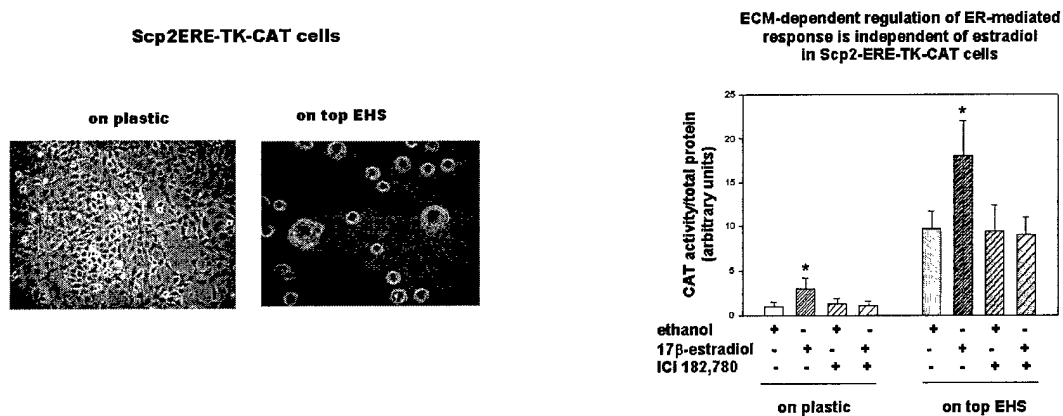 Scp2ERE-TK-CAT cells
on plastic
on top EHS
ECM-dependent regulation of ER-mediated
response is independent of estradiol
in Scp2-ERE-TK-CAT cells
CAT activity/total protein
(arbitrary units)
25
20
15
10
5
0
* *
ethanol + - + - + - + -
17β-estradiol - + - + - + - +
ICI 182,780 - - + + - - + +
on plastic
on top EHS